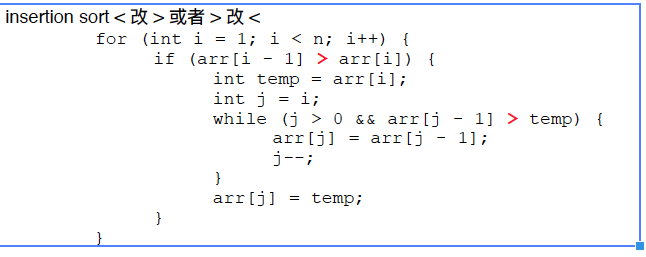 insertion sort < 改 > 或者 > 改 <
for (int i = 1; i < n; i++) {
if (arr[i - 1] > arr[i]) {
int temp = arr[i];
int j = i;
while (j > 0 && arr[j - 1] > temp) {
arr[j] = arr[j - 1];
j--;
}
arr[j] = temp;
}
}